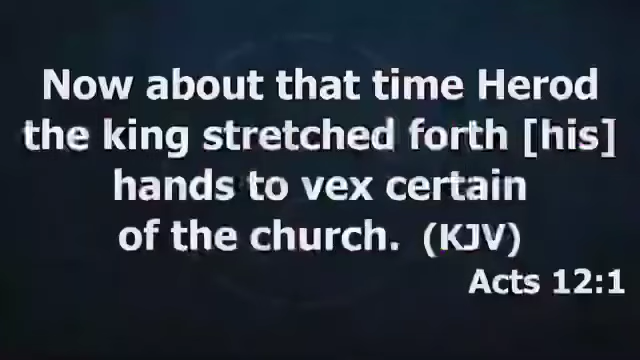 Now about that time Herod
the king stretched forth [his]
hands to vex certain
of the church. (KJV)
Acts 12:1